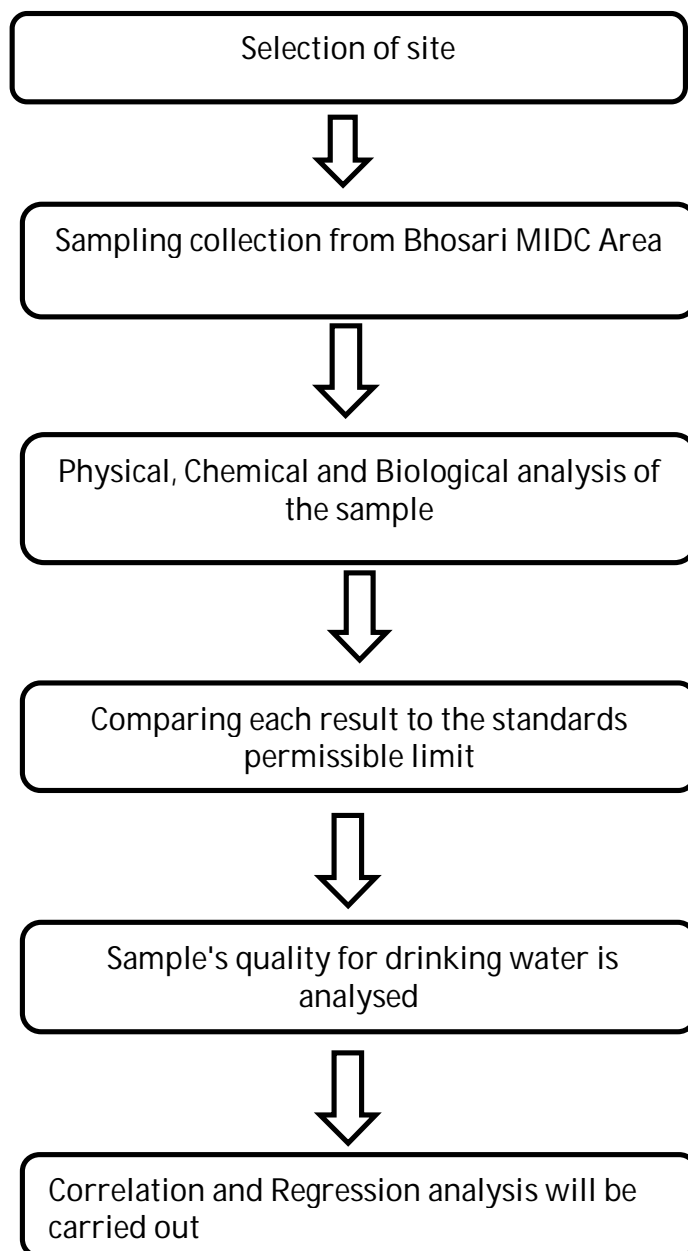 Selection of site
Sampling collection from Bhosari MIDC Area
Physical, Chemical and Biological analysis of
the sample
Comparing each result to the standards
permissible limit
Sample's quality for drinking water is
analysed
Correlation and Regression analysis will be
carried out